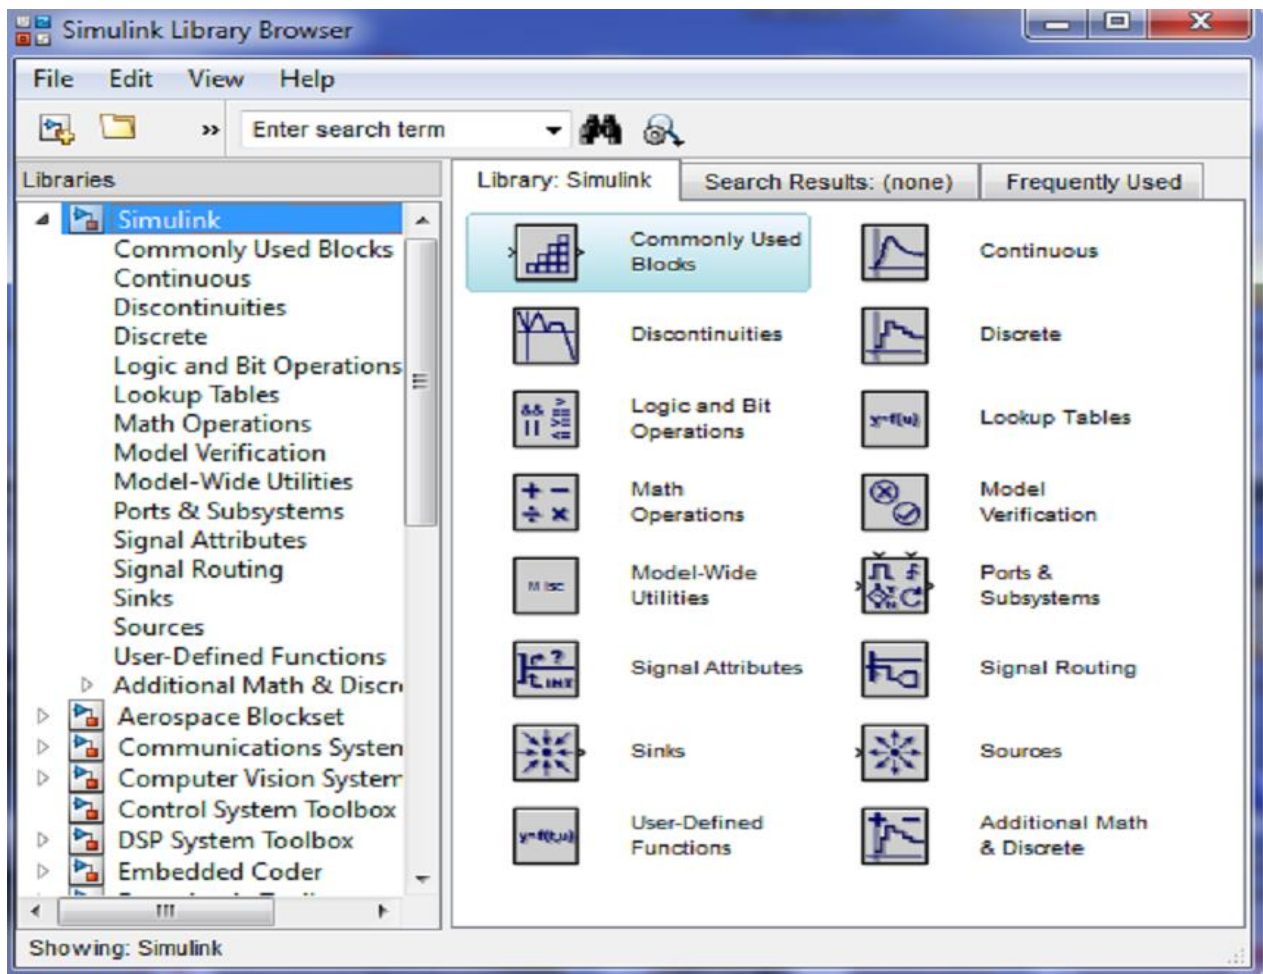 Simulink Library Browser
File Edit View Help
» Enter search term
Libraries
Simulink
Commonly Used Blocks
Continuous
Discontinuities
Discrete
Logic and Bit Operations
Lookup Tables
Math Operations
Model Verification
Model-Wide Utilities
Ports & Subsystems
Signal Attributes
Signal Routing
Sinks
Sources
User-Defined Functions
Additional Math & Discr
Aerospace Blockset
Communications System
Computer Vision System
Control System Toolbox
DSP System Toolbox
Embedded Coder
Library: Simulink Search Results: (none) Frequently Used
Commonly Used
Blocks
Continuous
Discontinuities
Discrete
&& > >=
|| >= <=
Logic and Bit
Operations
y=f(u)
Lookup Tables
+ −
÷ ×
Math
Operations
Model
Verification
Misc
Model-Wide
Utilities
Ports &
Subsystems
?
INT
Signal Attributes
Signal Routing
Sinks
Sources
y=f(t,u)
User-Defined
Functions
Additional Math
& Discrete
Showing: Simulink